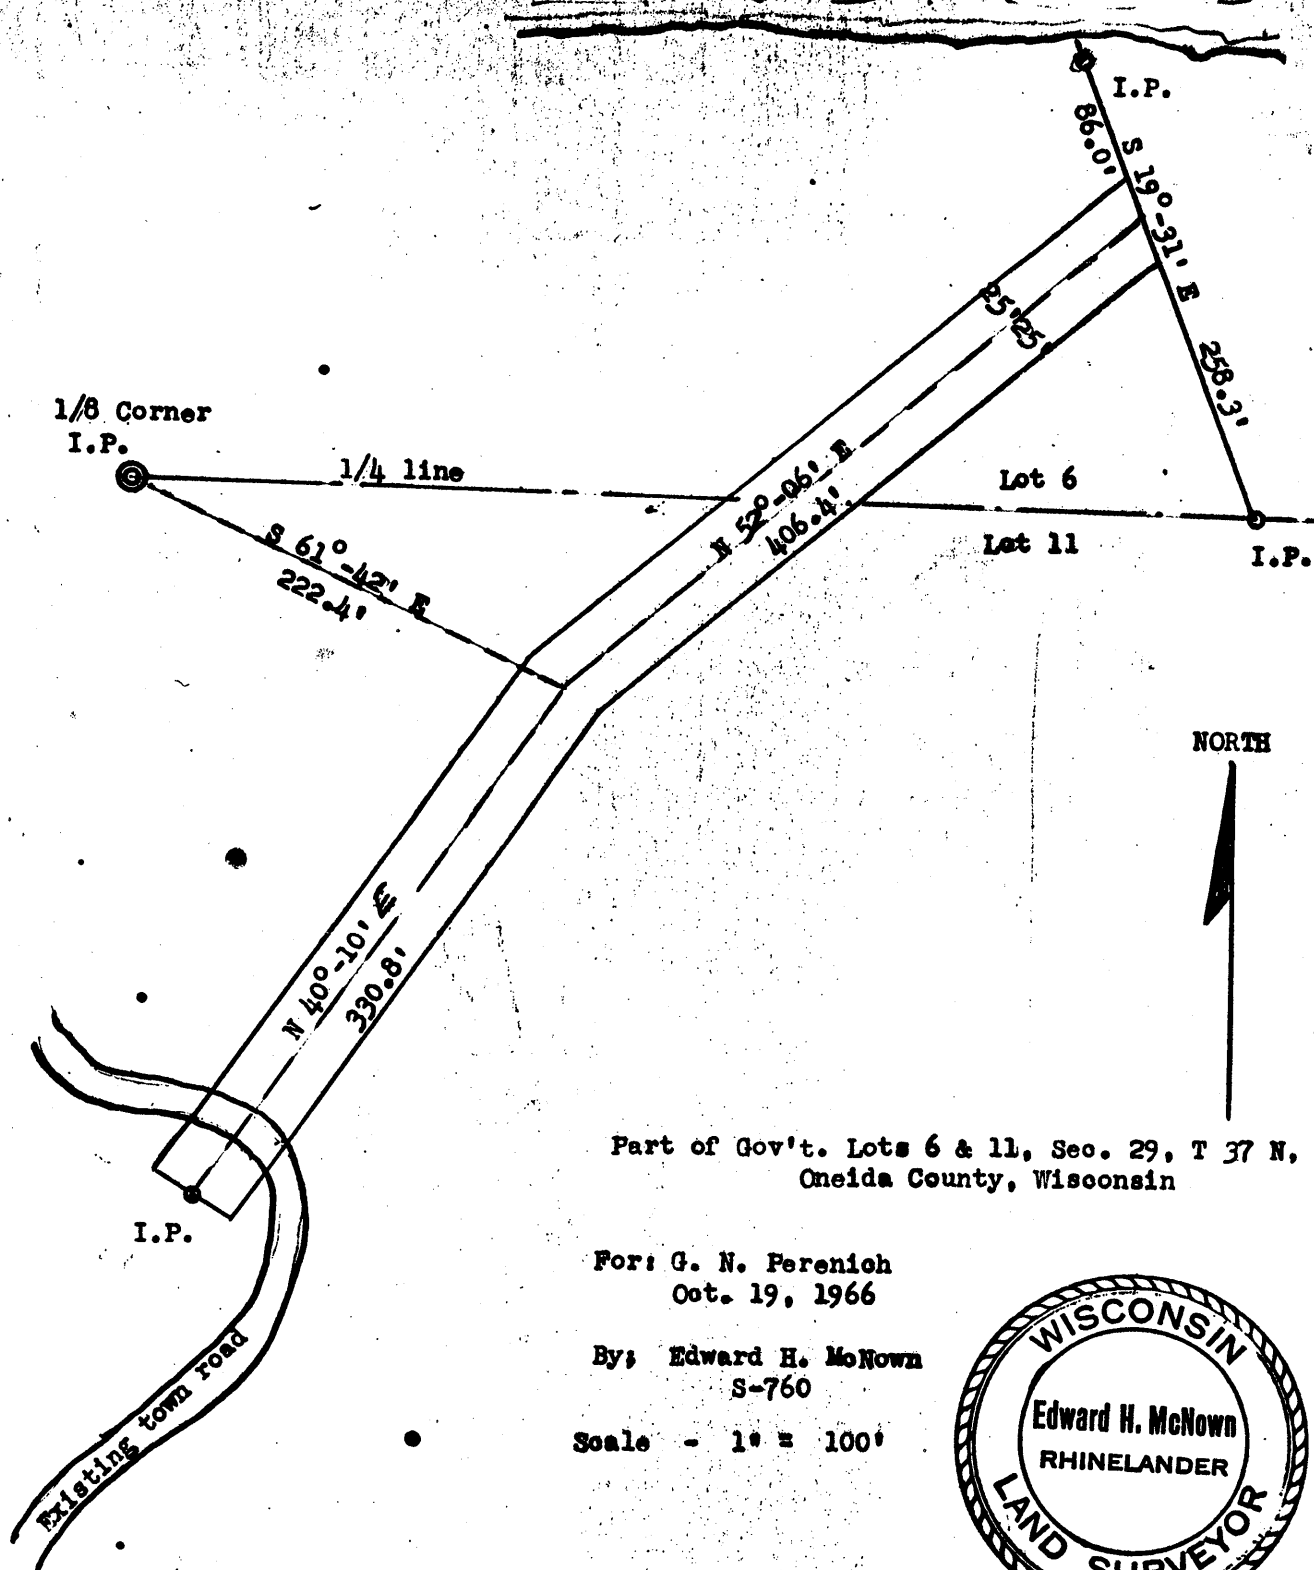 I.P.
86.0'
S 19°-31' E
258.3'
25' 25'
1/8 Corner
I.P.
1/4 line
S 61°-42' E
222.4'
N 52°-06' E
406.4'
Lot 6
Lot 11
I.P.
NORTH
N 40°-10' E
330.8'
I.P.
Existing town road
Part of Gov't. Lots 6 & 11, Sec. 29, T 37 N,
Oneida County, Wisconsin
For: G. N. Perenich
Oct. 19, 1966
By: Edward H. McNown
S-760
Scale - 1" = 100'
WISCONSIN
Edward H. McNown
RHINELANDER
LAND SURVEYOR